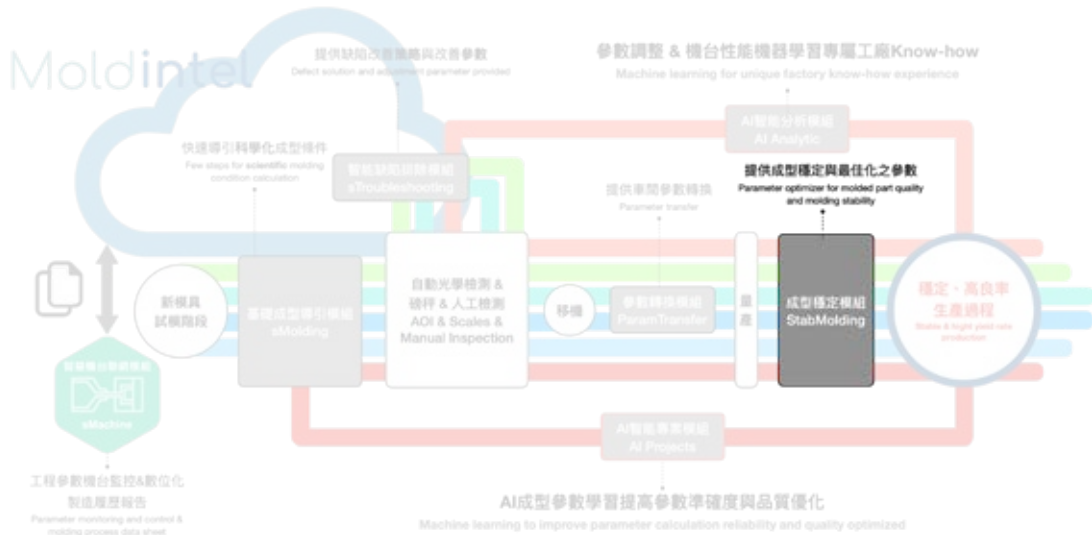 Moldintel
提供缺陷改善策略與改善參數
Defect solution and adjustment parameter provided
參數調整 & 機台性能機器學習專屬工廠Know-how
Machine learning for unique factory know-how experience
AI智能分析模組
AI Analytic
快速導引科學化成型條件
Few steps for scientific molding
condition calculation
智能缺陷排除模組
sTroubleshooting
提供車間參數轉換
Parameter transfer
提供成型穩定與最佳化之參數
Parameter optimizer for molded part quality
and molding stability
新模具
試模階段
基礎成型導引模組
sMolding
自動光學檢測 &
磅秤 & 人工檢測
AOI & Scales &
Manual Inspection
移機
參數轉換模組
ParamTransfer
量
產
成型穩定模組
StabMolding
穩定、高良率
生產過程
Stable & hight yield rate
production
智慧機台聯網模組
sMachine
工程參數機台監控&數位化
製造履歷報告
Parameter monitoring and control &
molding process data sheet
AI智能專案模組
AI Projects
AI成型參數學習提高參數準確度與品質優化
Machine learning to improve parameter calculation reliability and quality optimized